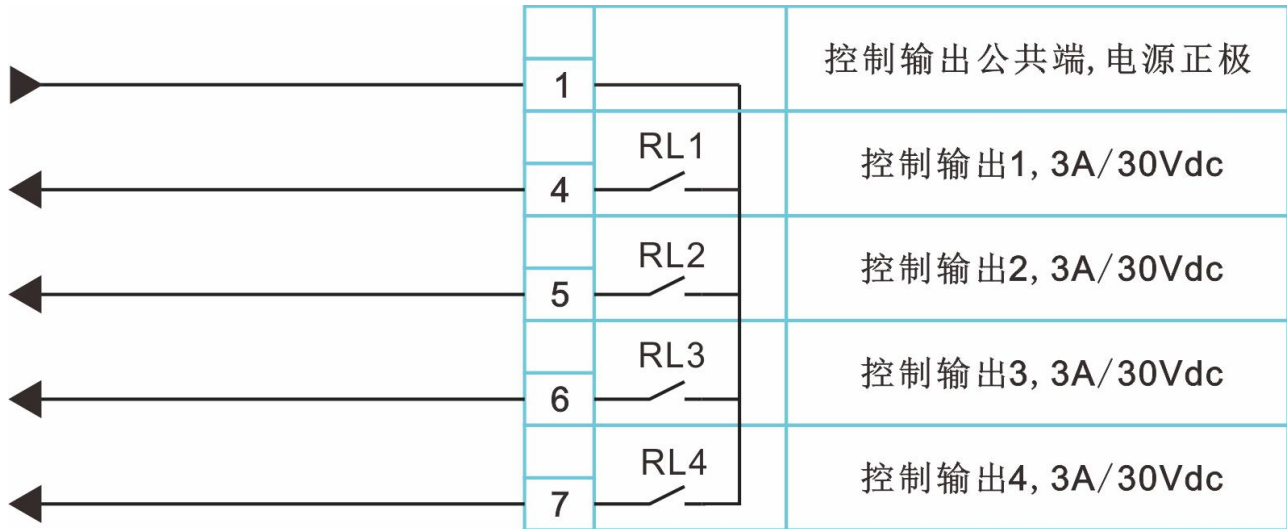 控制输出公共端,电源正极
1
RL1
控制输出1, 3A/30Vdc
4
RL2
控制输出2, 3A/30Vdc
5
RL3
控制输出3, 3A/30Vdc
6
RL4
控制输出4, 3A/30Vdc
7